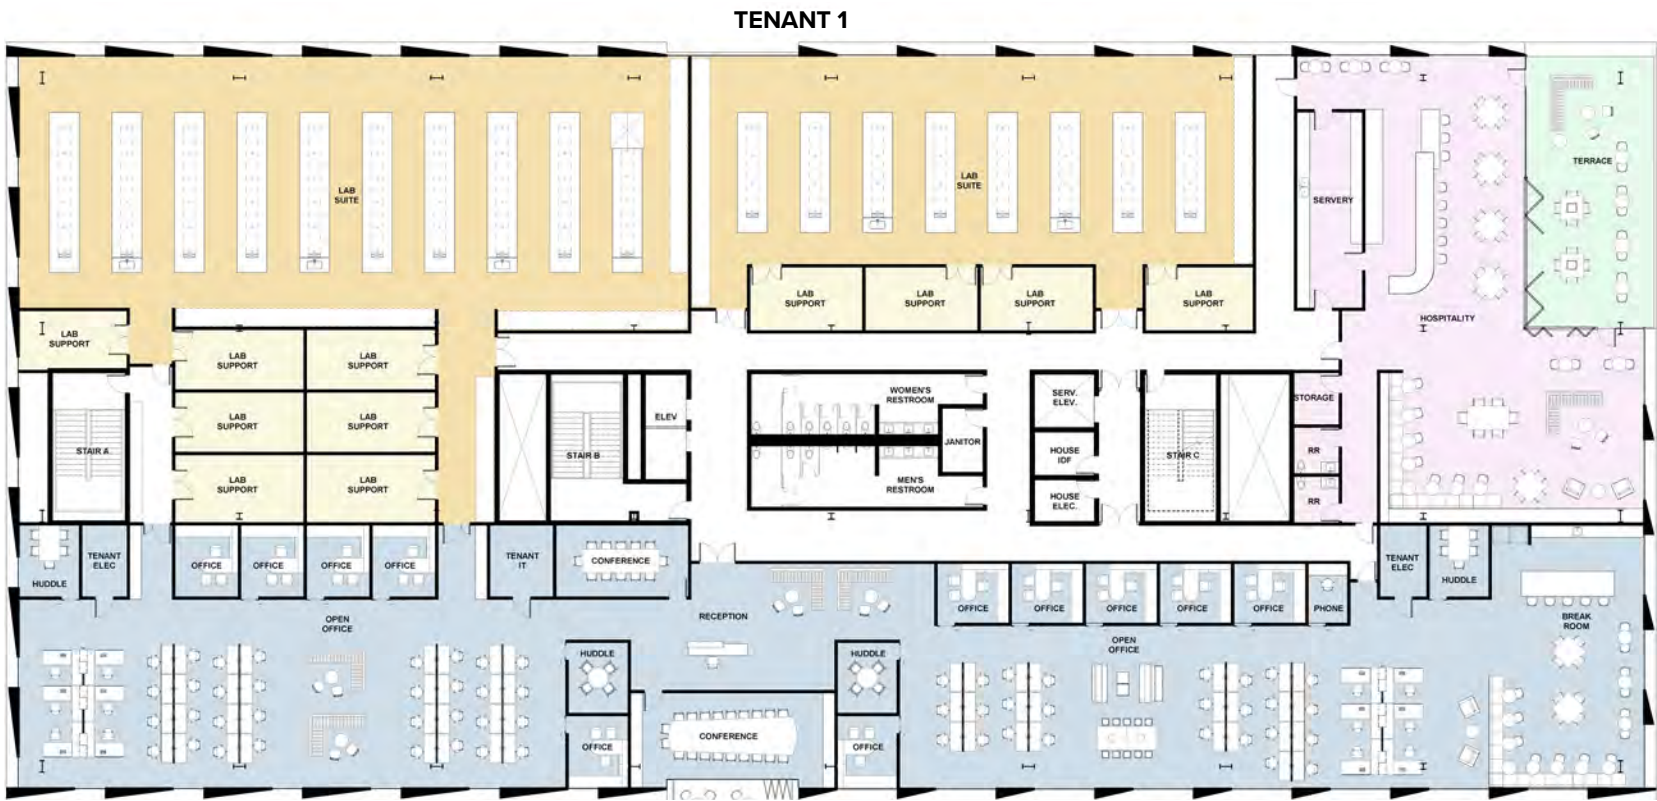 TENANT 1
LAB
SUITE
LAB
SUITE
TERRACE
SERVERY
LAB
SUPPORT
LAB
SUPPORT
LAB
SUPPORT
LAB
SUPPORT
HOSPITALITY
LAB
SUPPORT
LAB
SUPPORT
LAB
SUPPORT
WOMEN'S
RESTROOM
SERV.
ELEV.
STORAGE
ELEV
LAB
SUPPORT
LAB
SUPPORT
STAIR A
STAIR B
JANITOR
HOUSE
IDF
STAIR C
RR
LAB
SUPPORT
LAB
SUPPORT
MEN'S
RESTROOM
HOUSE
ELEC.
RR
HUDDLE
TENANT
ELEC
OFFICE
OFFICE
OFFICE
OFFICE
TENANT
IT
CONFERENCE
TENANT
ELEC
HUDDLE
OFFICE
OFFICE
OFFICE
OFFICE
OFFICE
PHONE
OPEN
OFFICE
RECEPTION
BREAK
ROOM
OPEN
OFFICE
HUDDLE
HUDDLE
CONFERENCE
OFFICE
OFFICE